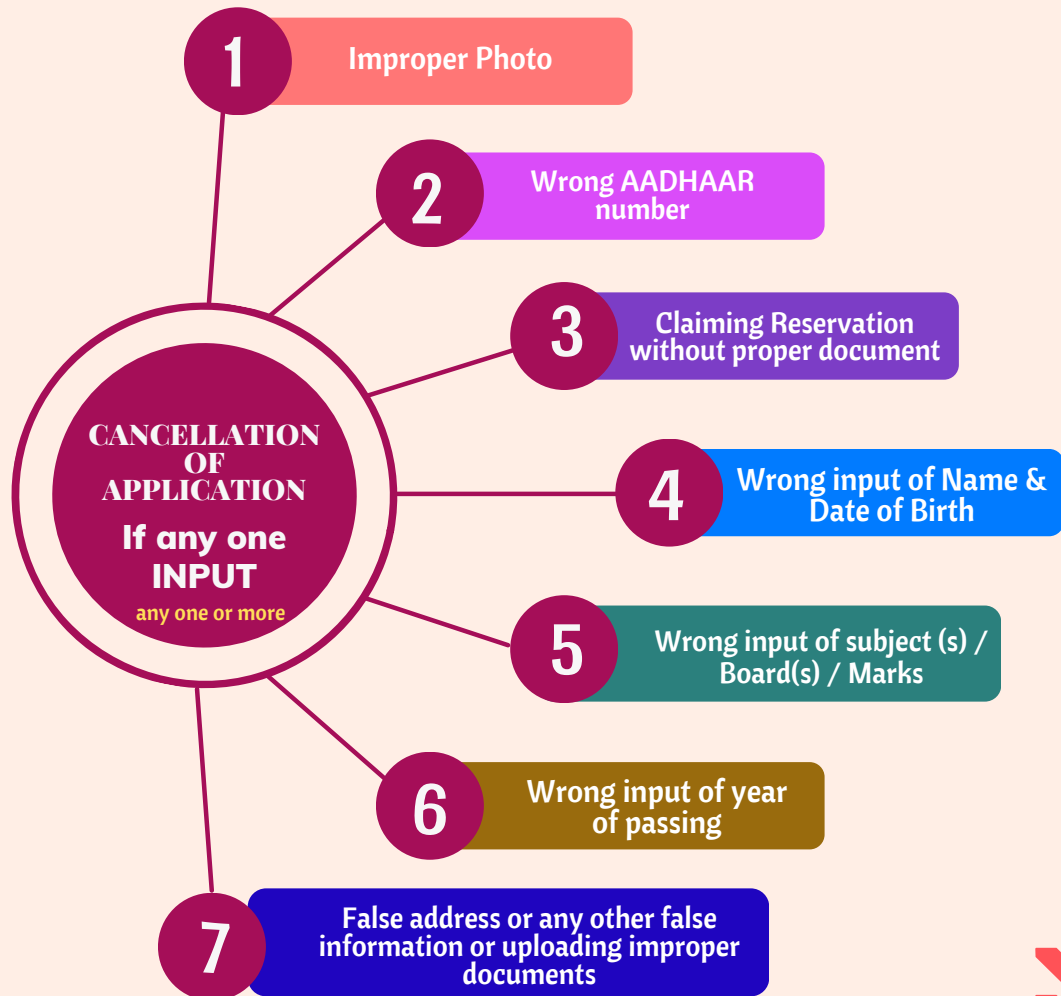 1
Improper Photo
2
Wrong AADHAAR
number
3
Claiming Reservation
without proper document
CANCELLATION
OF
APPLICATION
If any one
INPUT
any one or more
4
Wrong input of Name &
Date of Birth
5
Wrong input of subject (s) /
Board(s) / Marks
6
Wrong input of year
of passing
7
False address or any other false
information or uploading improper
documents